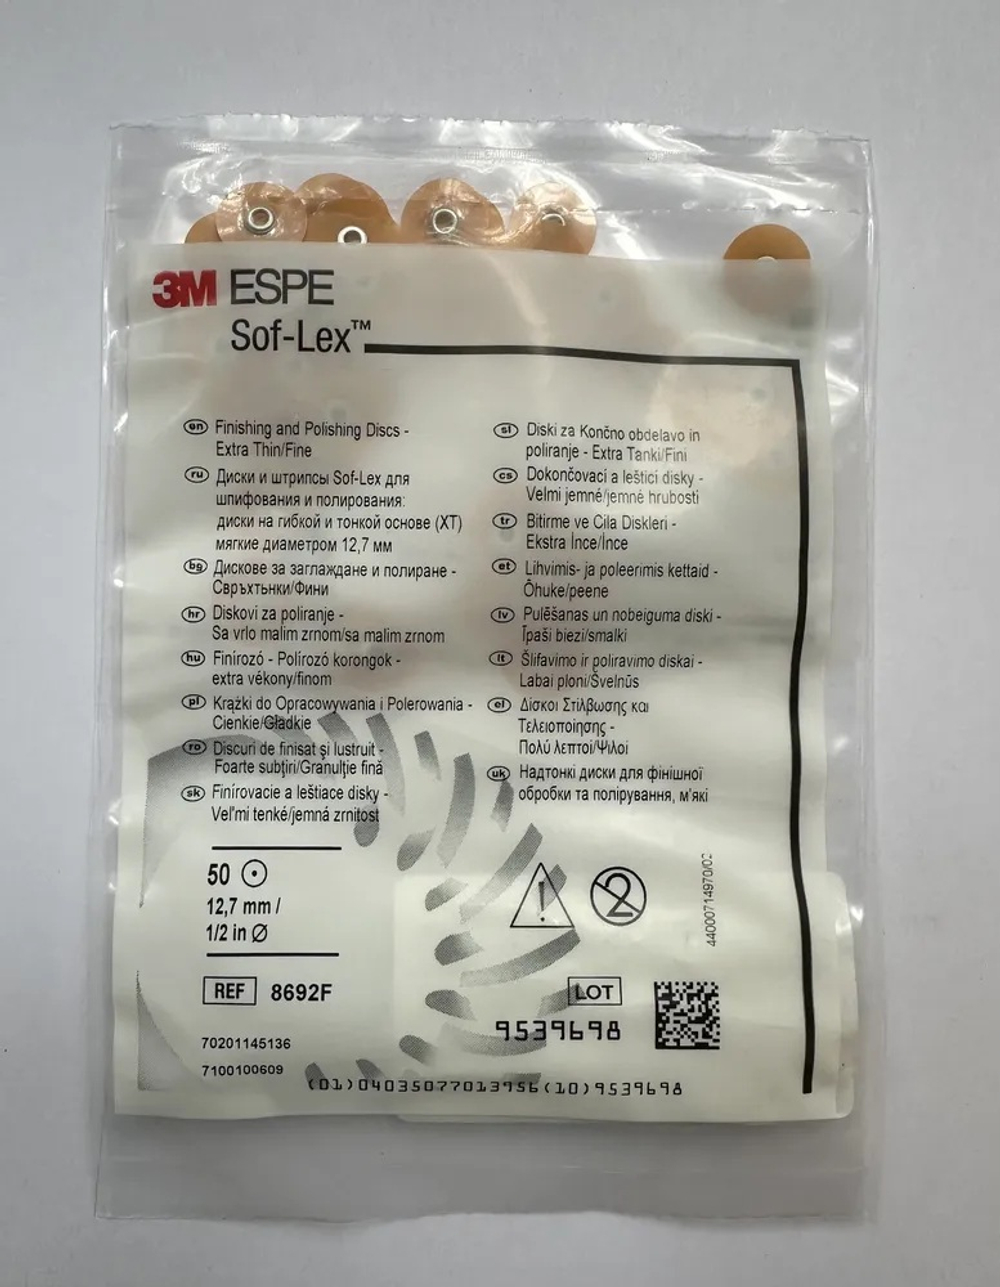 3M ESPE
Sof-Lex™
en Finishing and Polishing Discs -
Extra Thin/Fine
ru Диски и штрипсы Sof-Lex для
шпифования и полирования:
диски на гибкой и тонкой основе (XT)
мягкие диаметром 12,7 мм
bg Дискове за заглаждане и полиране -
Свръхтьнки/Фини
hr Diskovi za poliranje -
Sa vrlo malim zrnom/sa malim zrnom
hu Finírozó - Polírozó korongok -
extra vékony/finom
pl Krążki do Opracowywania i Polerowania -
Cienkie/Gładkie
ro Discuri de finisat şi lustruit -
Foarte subţiri/Granulţie fină
sk Finírovacie a leštiace disky -
Veľmi tenké/jemná zrnitost
sl Diski za Končno obdelavo in
poliranje - Extra Tanki/Fini
cs Dokončovací a leštící disky -
Velmi jemné/jemné hrubosti
tr Bitirme ve Cila Diskleri -
Ekstra İnce/İnce
et Lihvimis- ja poleerimis kettaid -
Õhuke/peene
lv Pulēšanas un nobeiguma diski -
Īpaši biezi/smalki
lt Šlifavimo ir poliravimo diskai -
Labai ploni/Švelnūs
el Δίσκοι Στίλβωσης και
Τελειοποίησης -
Πολύ λεπτοί/Ψιλοί
uk Надтонкі диски для фінішної
обробки та полірування, м'які
50
12,7 mm /
1/2 in Ø
REF 8692F
70201145136
7100100609
2
44000714970/02
LOT
9539698
(01)04035077013956(10)9539698